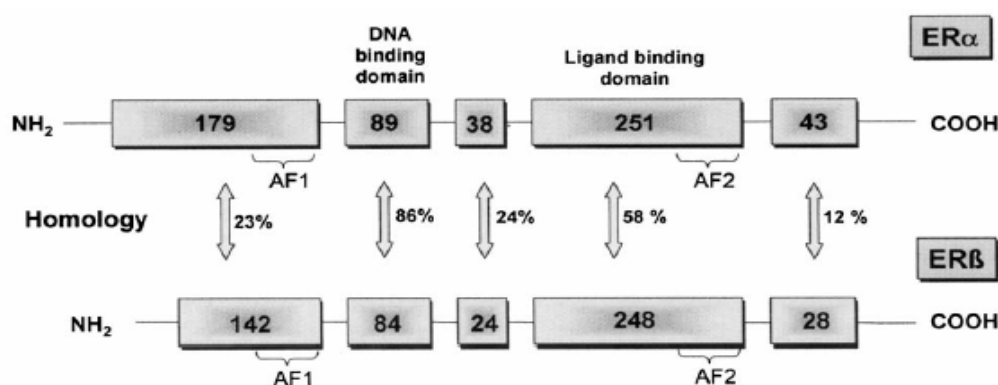 ERα
DNA
binding
domain
Ligand binding
domain
NH2 179 89 38 251 43 COOH
AF1 AF2
Homology 23% 86% 24% 58 % 12 %
ERß
NH2 142 84 24 248 28 COOH
AF1 AF2